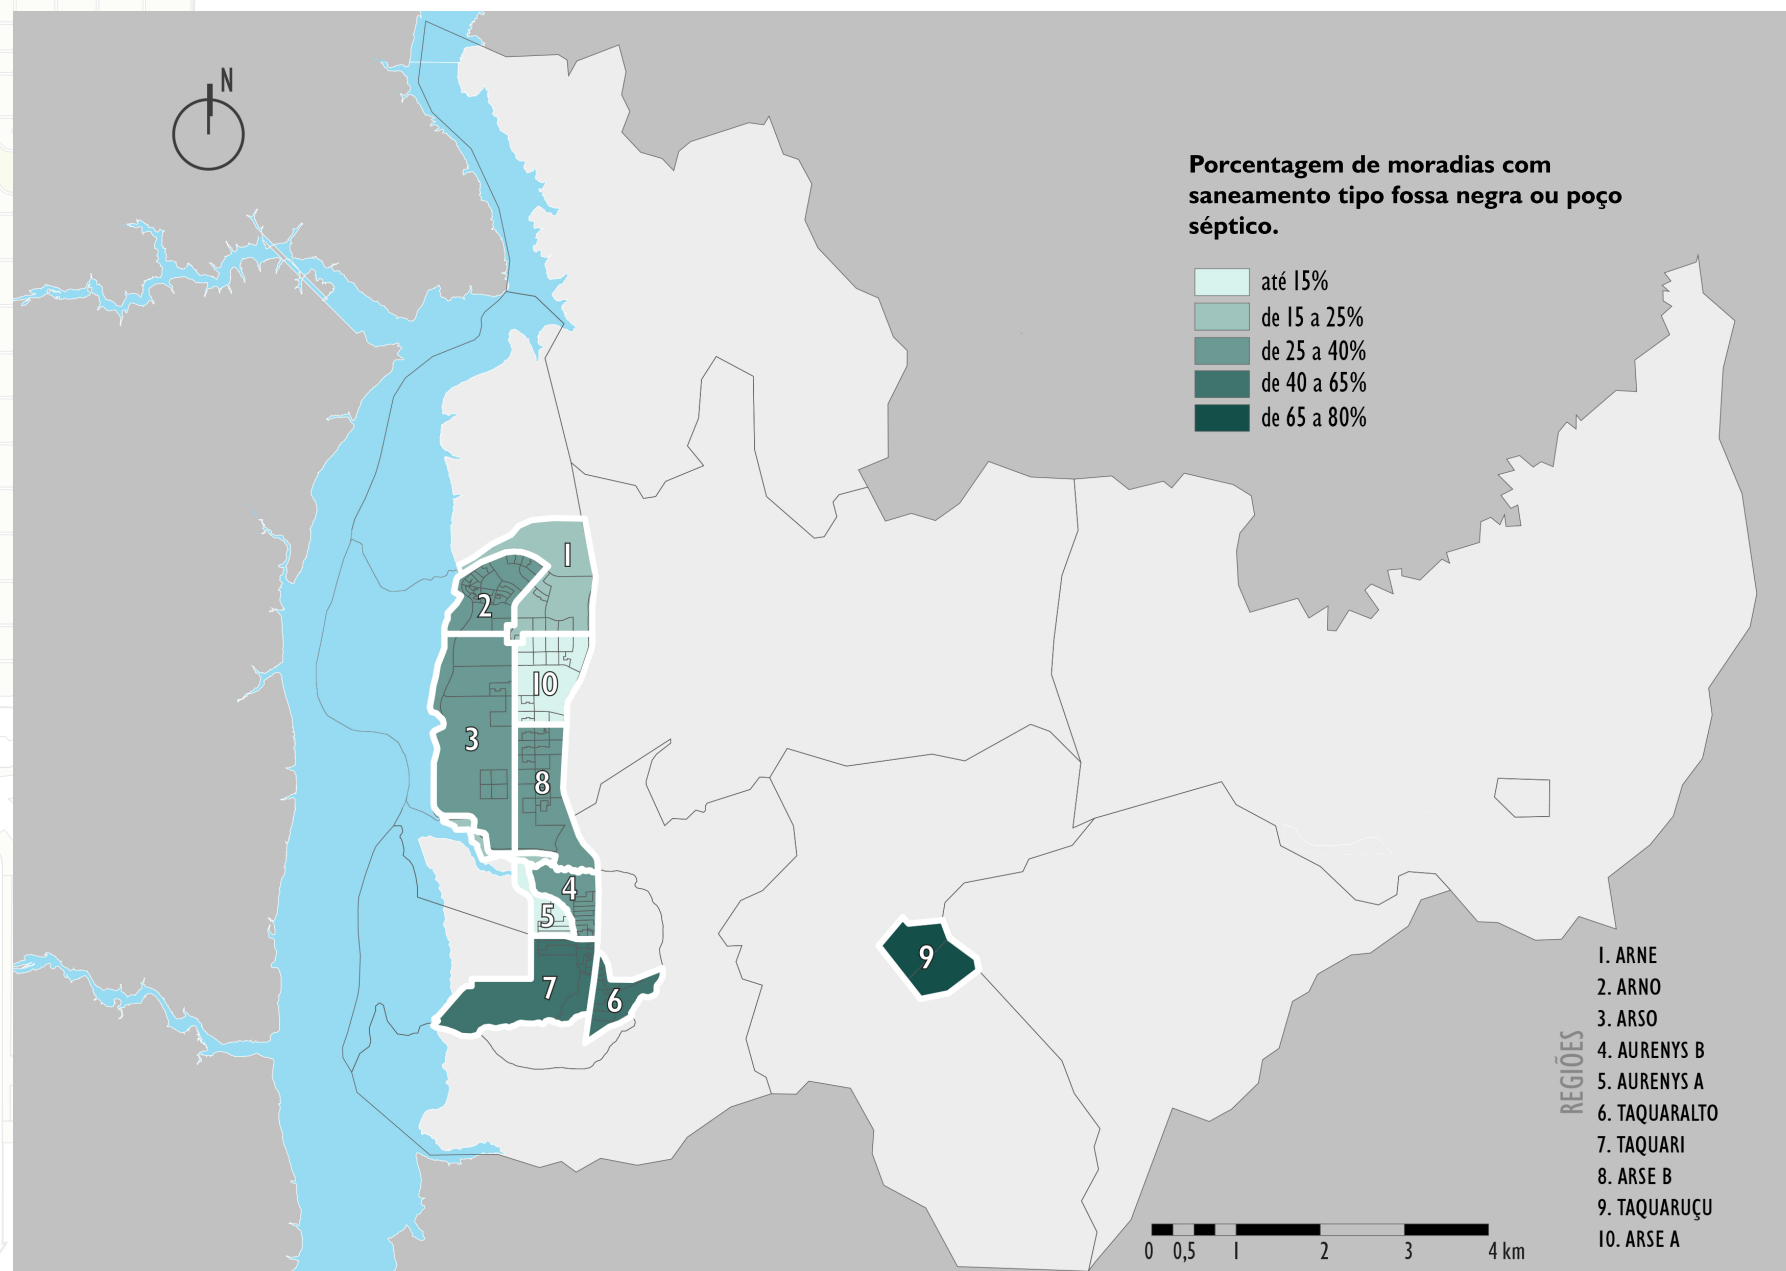 N
Porcentagem de moradias com
saneamento tipo fossa negra ou poço
séptico.
até 15%
de 15 a 25%
de 25 a 40%
de 40 a 65%
de 65 a 80%
1
2
10
3
8
4
5
9
7
6
REGIÕES
1. ARNE
2. ARNO
3. ARSO
4. AURENYS B
5. AURENYS A
6. TAQUARALTO
7. TAQUARI
8. ARSE B
9. TAQUARUÇU
10. ARSE A
0 0,5 1 2 3 4 km